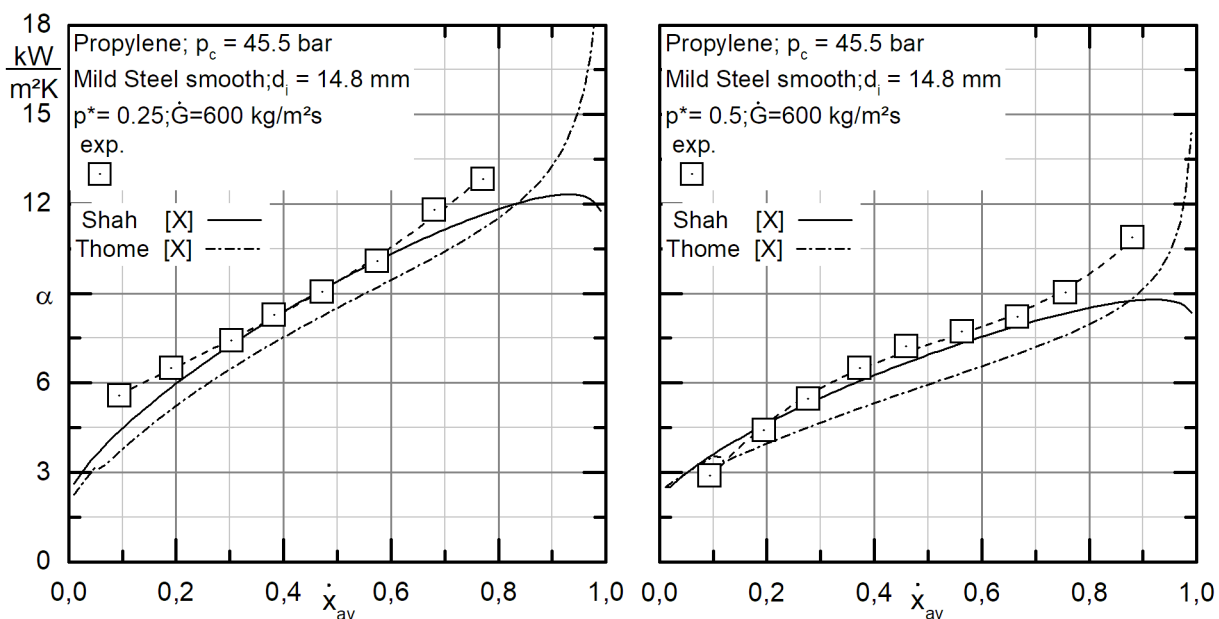 18
kW
m²K
15
12
α
6
3
0
Propylene; p_c = 45.5 bar
Mild Steel smooth;d_i = 14.8 mm
p*= 0.25;Ġ=600 kg/m²s
exp.
Shah [X]
Thome [X]
0,0 0,2 0,4 0,6 0,8 1,0
ẋ_av
Propylene; p_c = 45.5 bar
Mild Steel smooth;d_i = 14.8 mm
p*= 0.5;Ġ=600 kg/m²s
exp.
Shah [X]
Thome [X]
0,0 0,2 0,4 0,6 0,8 1,0
ẋ_av